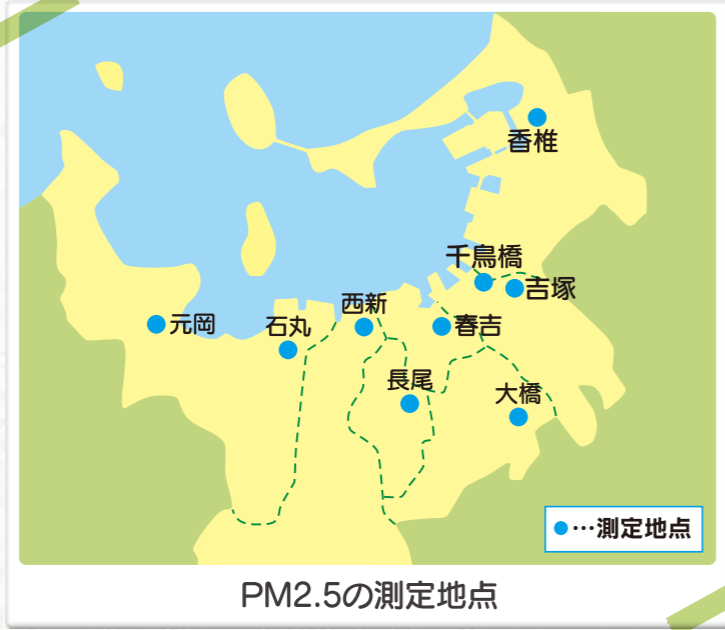 香椎
千鳥橋
吉塚
西新
元岡
石丸
春吉
長尾
大橋
●…測定地点
PM2.5の測定地点